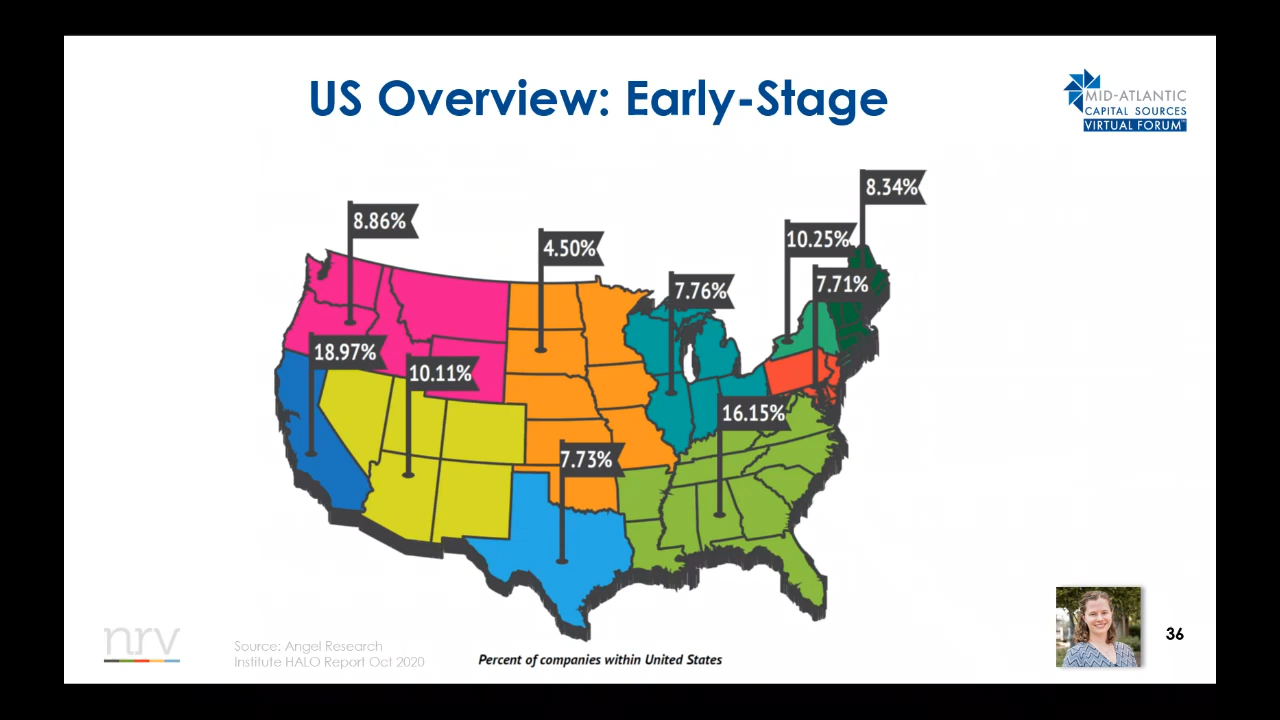 US Overview: Early-Stage
MID-ATLANTIC
CAPITAL SOURCES
VIRTUAL FORUM
8.34%
8.86%
10.25%
4.50%
7.71%
7.76%
18.97%
10.11%
16.15%
7.73%
nrv
Source: Angel Research
Institute HALO Report Oct 2020
Percent of companies within United States
36